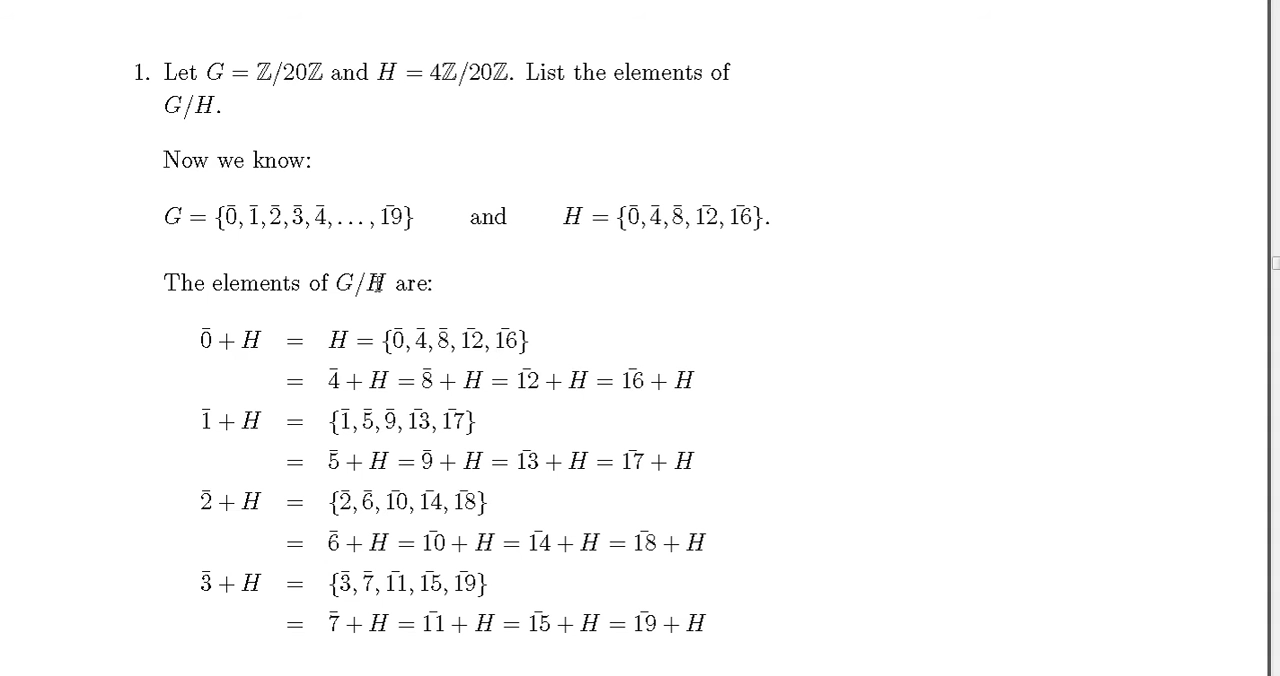 1. Let G = ℤ/20ℤ and H = 4ℤ/20ℤ. List the elements of
G/H.
Now we know:
G = {0̄, 1̄, 2̄, 3̄, 4̄, . . . , 1̄9} and H = {0̄, 4̄, 8̄, 1̄2, 1̄6}.
The elements of G/H are:
0̄ + H = H = {0̄, 4̄, 8̄, 1̄2, 1̄6}
= 4̄ + H = 8̄ + H = 1̄2 + H = 1̄6 + H
1̄ + H = {1̄, 5̄, 9̄, 1̄3, 1̄7}
= 5̄ + H = 9̄ + H = 1̄3 + H = 1̄7 + H
2̄ + H = {2̄, 6̄, 1̄0, 1̄4, 1̄8}
= 6̄ + H = 1̄0 + H = 1̄4 + H = 1̄8 + H
3̄ + H = {3̄, 7̄, 1̄1, 1̄5, 1̄9}
= 7̄ + H = 1̄1 + H = 1̄5 + H = 1̄9 + H